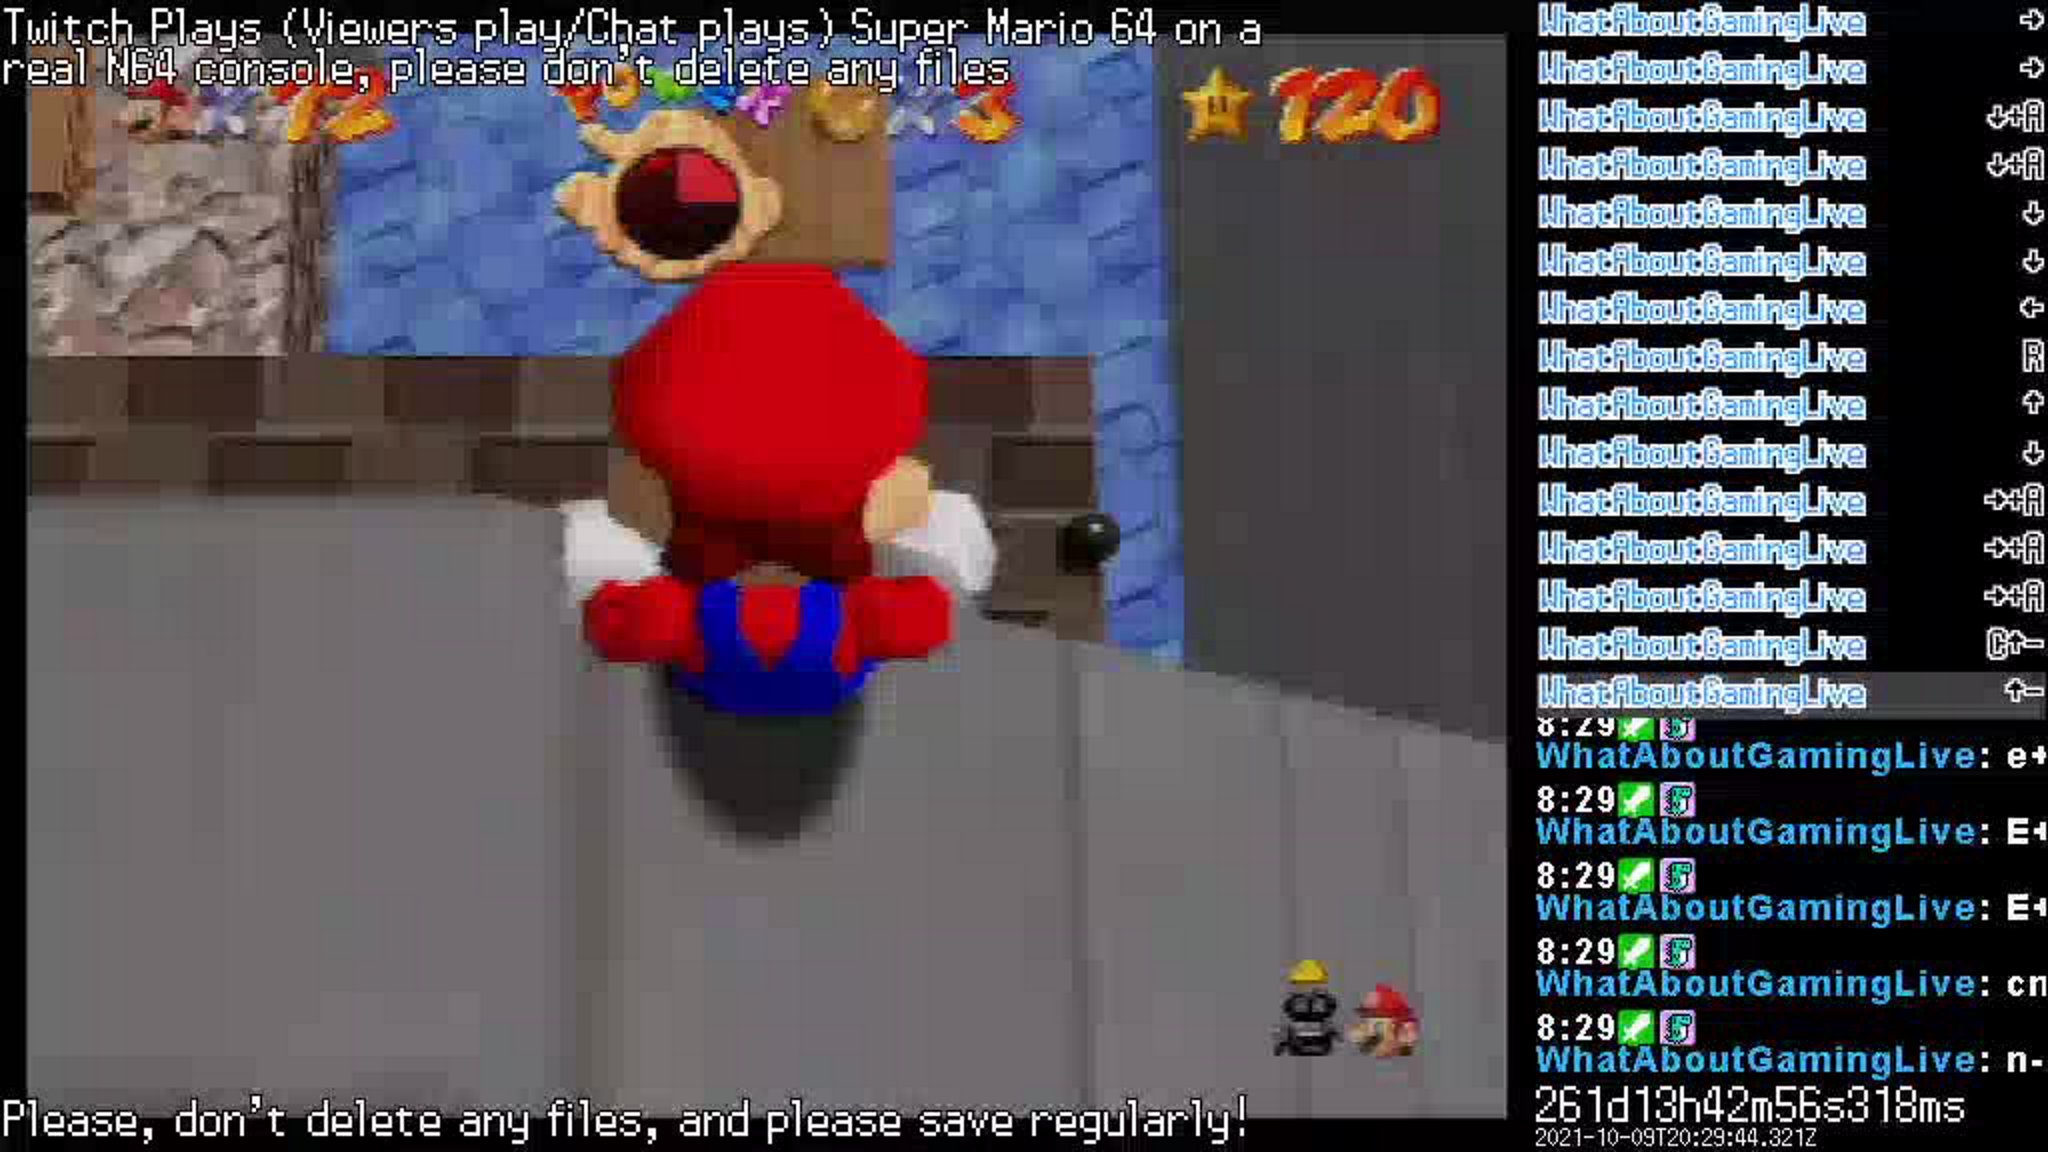 Twitch Plays (Viewers play/Chat plays) Super Mario 64 on a
real N64 console, please don't delete any files
12
3
120
WhatAboutGamingLive →
WhatAboutGamingLive →
WhatAboutGamingLive ↓+A
WhatAboutGamingLive ↓+A
WhatAboutGamingLive ↓
WhatAboutGamingLive ↓
WhatAboutGamingLive ←
WhatAboutGamingLive R
WhatAboutGamingLive ↑
WhatAboutGamingLive ↓
WhatAboutGamingLive →+A
WhatAboutGamingLive →+A
WhatAboutGamingLive →+A
WhatAboutGamingLive C↑-
WhatAboutGamingLive ↑-
8:29
WhatAboutGamingLive: e+
8:29
WhatAboutGamingLive: E+
8:29
WhatAboutGamingLive: E+
8:29
WhatAboutGamingLive: cn
8:29
WhatAboutGamingLive: n-
261d13h42m56s318ms
2021-10-09T20:29:44.321Z
Please, don't delete any files, and please save regularly!